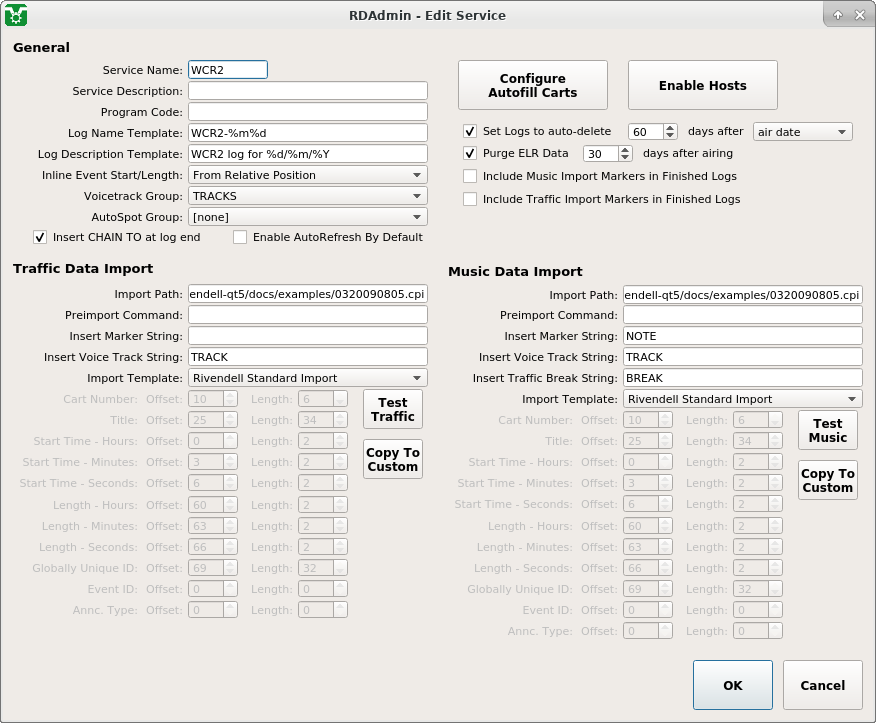 RDAdmin - Edit Service
General
Service Name: WCR2
Service Description:
Program Code:
Log Name Template: WCR2-%m%d
Log Description Template: WCR2 log for %d/%m/%Y
Inline Event Start/Length: From Relative Position
Voicetrack Group: TRACKS
AutoSpot Group: [none]
Insert CHAIN TO at log end Enable AutoRefresh By Default
Configure
Autofill Carts
Enable Hosts
Set Logs to auto-delete 60 days after air date
Purge ELR Data 30 days after airing
Include Music Import Markers in Finished Logs
Include Traffic Import Markers in Finished Logs
Traffic Data Import
Import Path: endell-qt5/docs/examples/0320090805.cpi
Preimport Command:
Insert Marker String:
Insert Voice Track String: TRACK
Import Template: Rivendell Standard Import
Cart Number: Offset: 10 Length: 6
Title: Offset: 25 Length: 34
Start Time - Hours: Offset: 0 Length: 2
Start Time - Minutes: Offset: 3 Length: 2
Start Time - Seconds: Offset: 6 Length: 2
Length - Hours: Offset: 60 Length: 2
Length - Minutes: Offset: 63 Length: 2
Length - Seconds: Offset: 66 Length: 2
Globally Unique ID: Offset: 69 Length: 32
Event ID: Offset: 0 Length: 0
Annc. Type: Offset: 0 Length: 0
Test
Traffic
Copy To
Custom
Music Data Import
Import Path: endell-qt5/docs/examples/0320090805.cpi
Preimport Command:
Insert Marker String: NOTE
Insert Voice Track String: TRACK
Insert Traffic Break String: BREAK
Import Template: Rivendell Standard Import
Cart Number: Offset: 10 Length: 6
Title: Offset: 25 Length: 34
Start Time - Hours: Offset: 0 Length: 2
Start Time - Minutes: Offset: 3 Length: 2
Start Time - Seconds: Offset: 6 Length: 2
Length - Hours: Offset: 60 Length: 2
Length - Minutes: Offset: 63 Length: 2
Length - Seconds: Offset: 66 Length: 2
Globally Unique ID: Offset: 69 Length: 32
Event ID: Offset: 0 Length: 0
Annc. Type: Offset: 0 Length: 0
Test
Music
Copy To
Custom
OK
Cancel